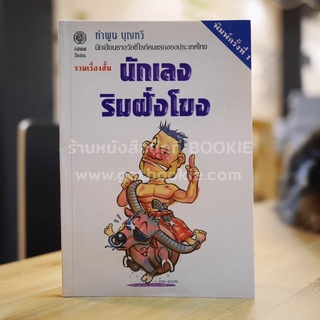 คำพูน บุญทวี
นักเขียนรางวัลซีไรต์คนแรกของประเทศไทย
พิมพ์ครั้งที่ 1
รวมเรื่องสั้น
นักเลง
ริมฝั่งโขง